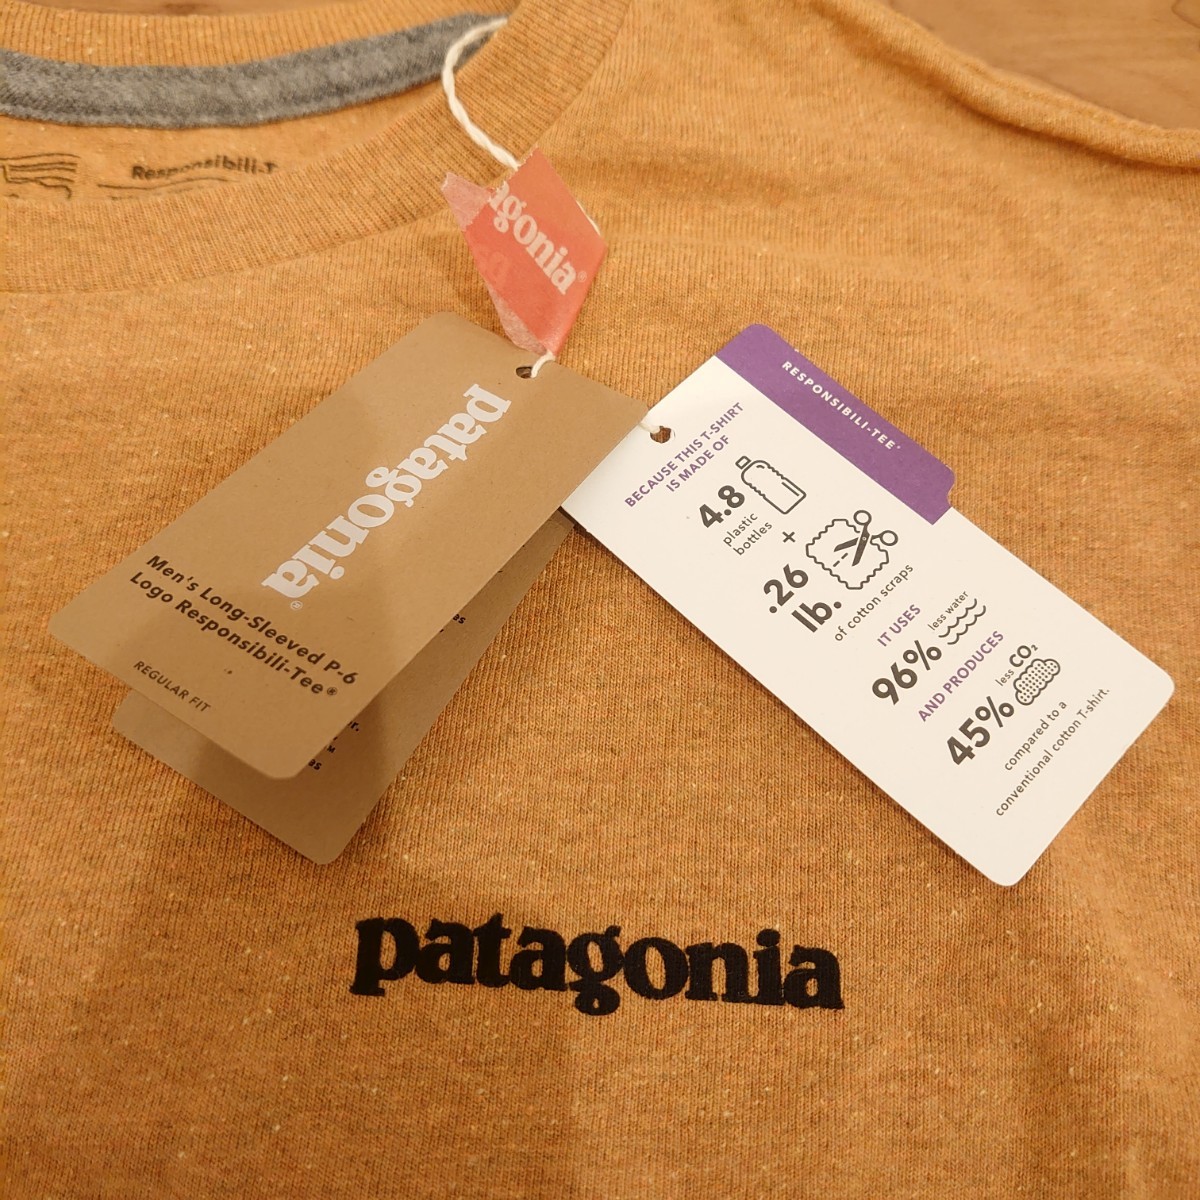 Responsibili-T
patagonia®
Men's Long-Sleeved P-6
Logo Responsibili-Tee®
REGULAR FIT
RESPONSIBILI-TEE®
BECAUSE THIS T-SHIRT
IS MADE OF
4.8
plastic
bottles
+
.26
lb.
of cotton scraps
IT USES
96% less water
AND PRODUCES
45% less CO₂
compared to a
conventional cotton T-shirt.
patagonia